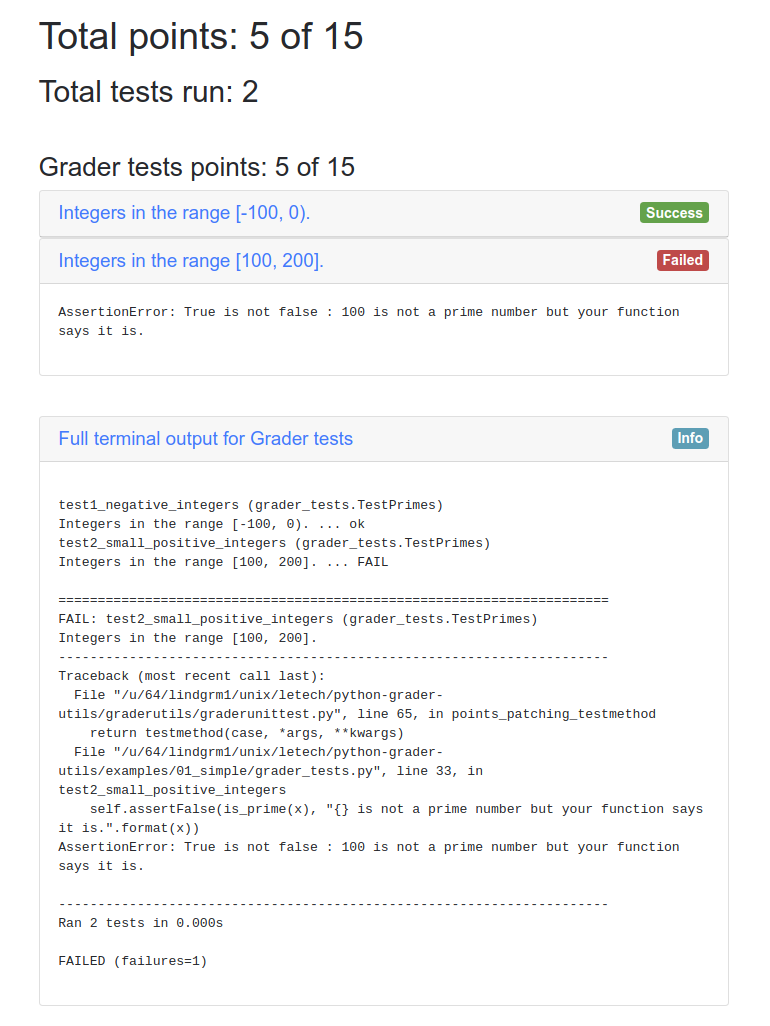 Total points: 5 of 15
Total tests run: 2
Grader tests points: 5 of 15
Integers in the range [-100, 0). Success
Integers in the range [100, 200]. Failed
AssertionError: True is not false : 100 is not a prime number but your function
says it is.
Full terminal output for Grader tests Info
test1_negative_integers (grader_tests.TestPrimes)
Integers in the range [-100, 0). ... ok
test2_small_positive_integers (grader_tests.TestPrimes)
Integers in the range [100, 200]. ... FAIL
======================================================================
FAIL: test2_small_positive_integers (grader_tests.TestPrimes)
Integers in the range [100, 200].
----------------------------------------------------------------------
Traceback (most recent call last):
  File "/u/64/lindgrm1/unix/letech/python-grader-
utils/graderutils/graderunittest.py", line 65, in points_patching_testmethod
    return testmethod(case, *args, **kwargs)
  File "/u/64/lindgrm1/unix/letech/python-grader-
utils/examples/01_simple/grader_tests.py", line 33, in
test2_small_positive_integers
    self.assertFalse(is_prime(x), "{} is not a prime number but your function says
it is.".format(x))
AssertionError: True is not false : 100 is not a prime number but your function
says it is.
----------------------------------------------------------------------
Ran 2 tests in 0.000s
FAILED (failures=1)